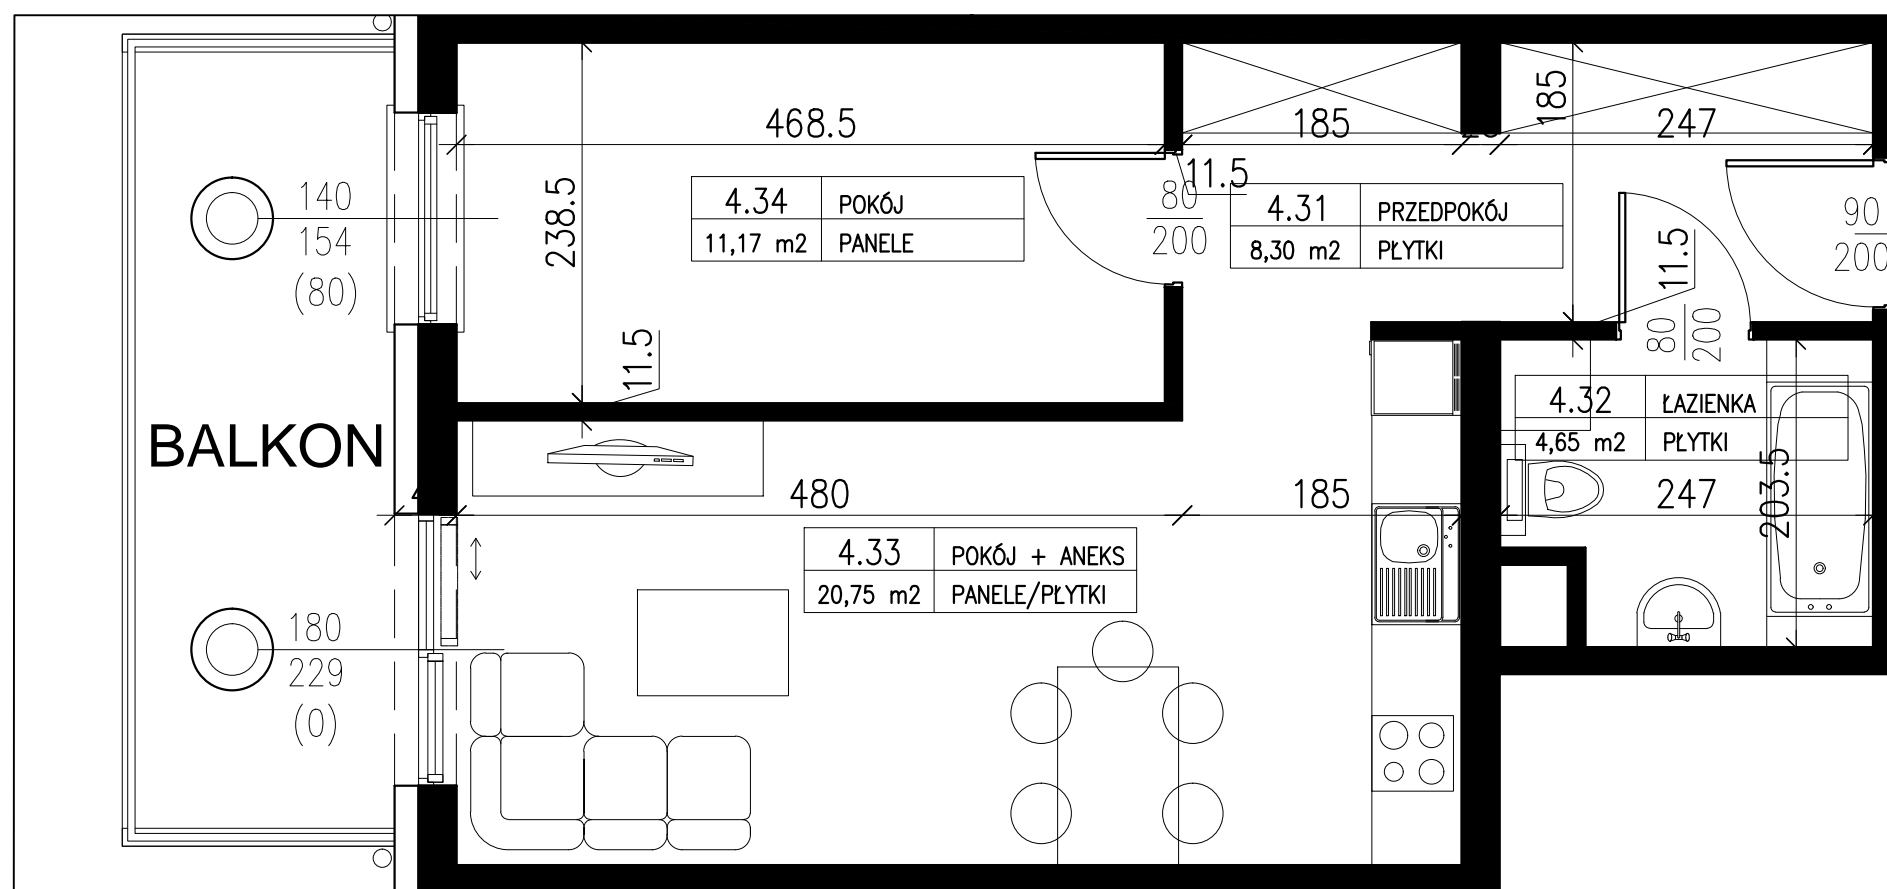 468.5
185
247
185
140
154
(80)
238.5
4.34 POKÓJ
11,17 m2 PANELE
80
200
11.5
4.31 PRZEDPOKÓJ
8,30 m2 PŁYTKI
11.5
90
200
11.5
80
200
BALKON
4.32 ŁAZIENKA
4,65 m2 PŁYTKI
203.5
480
185
247
4.33 POKÓJ + ANEKS
20,75 m2 PANELE/PŁYTKI
180
229
(0)